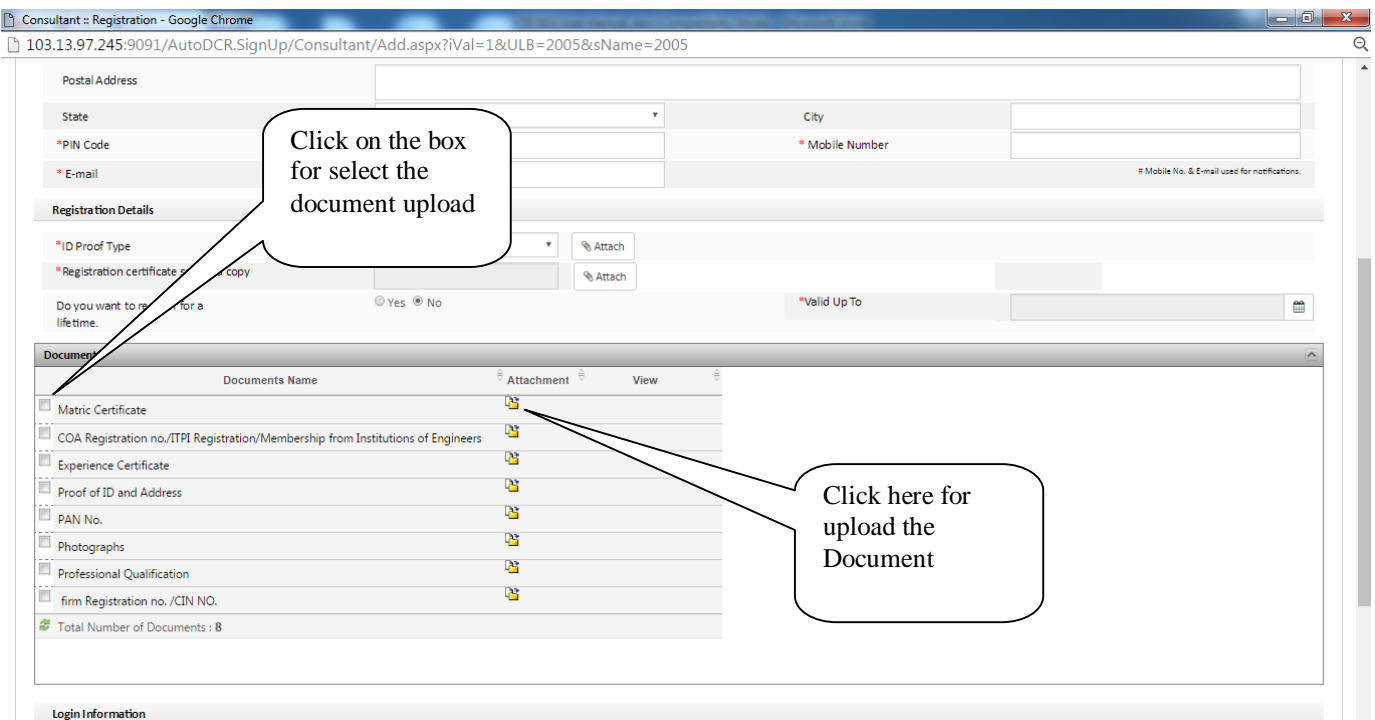 Consultant :: Registration - Google Chrome
103.13.97.245:9091/AutoDCR.SignUp/Consultant/Add.aspx?iVal=1&ULB=2005&sName=2005
Postal Address
State
City
*PIN Code
* Mobile Number
* E-mail
# Mobile No. & E-mail used for notifications.
Click on the box
for select the
document upload
Registration Details
*ID Proof Type
Attach
*Registration certificate copy
Attach
Do you want to for a
lifetime.
Yes No
*Valid Up To
Document
Documents Name Attachment View
Matric Certificate
COA Registration no./ITPI Registration/Membership from Institutions of Engineers
Experience Certificate
Proof of ID and Address
PAN No.
Photographs
Professional Qualification
firm Registration no. /CIN NO.
Total Number of Documents : 8
Click here for
upload the
Document
Login Information